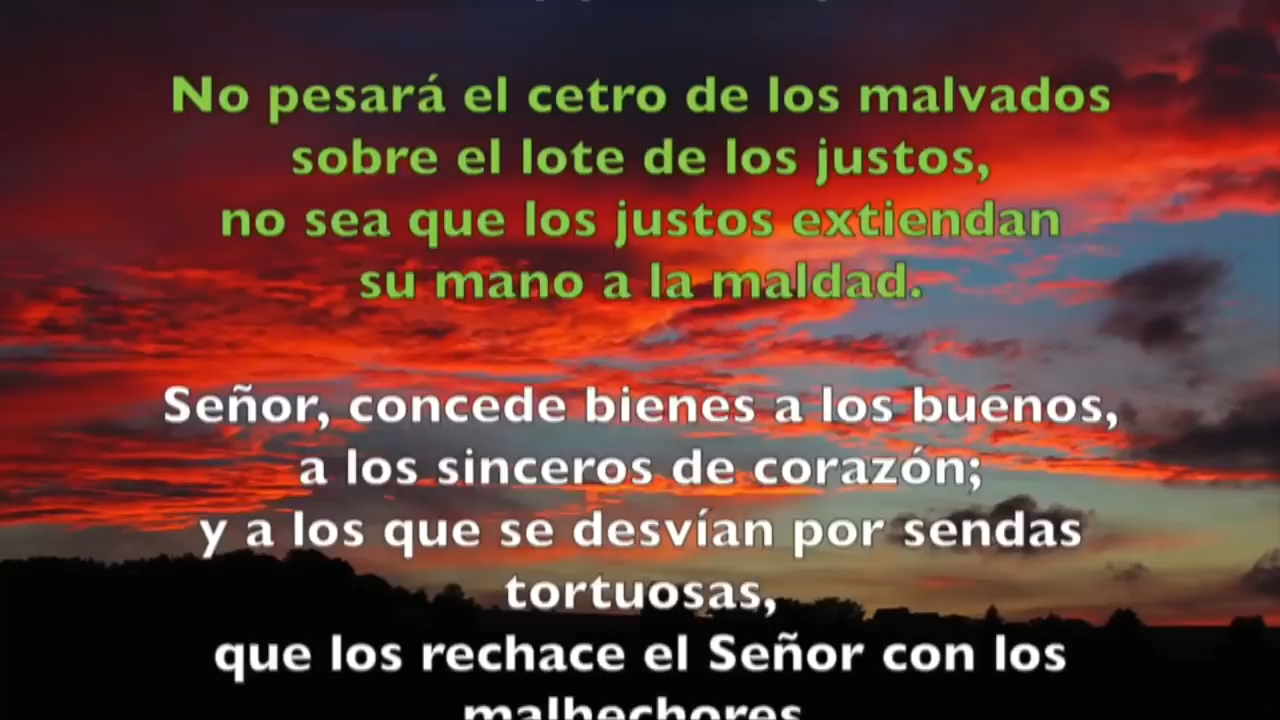 No pesará el cetro de los malvados
sobre el lote de los justos,
no sea que los justos extiendan
su mano a la maldad.
Señor, concede bienes a los buenos,
a los sinceros de corazón;
y a los que se desvían por sendas
tortuosas,
que los rechace el Señor con los
malhechores